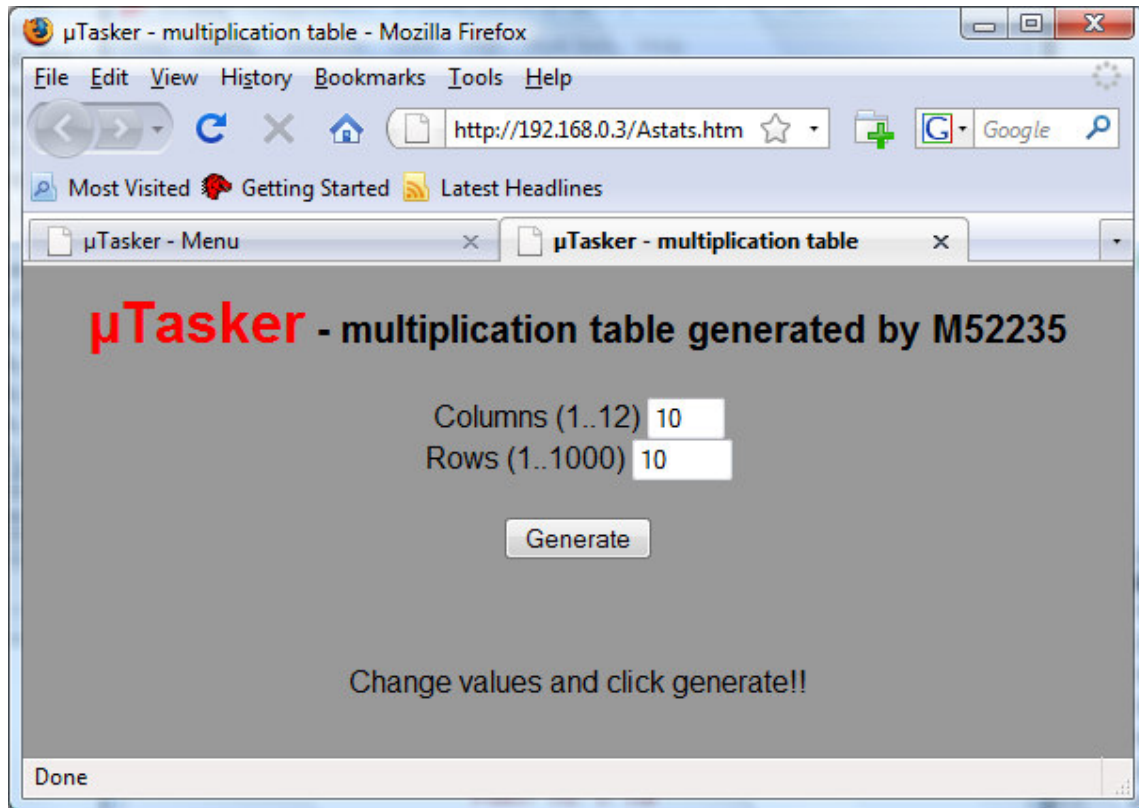 µTasker - multiplication table - Mozilla Firefox
File Edit View History Bookmarks Tools Help
http://192.168.0.3/Astats.htm G Google
Most Visited Getting Started Latest Headlines
µTasker - Menu µTasker - multiplication table
µTasker - multiplication table generated by M52235
Columns (1..12) 10
Rows (1..1000) 10
Generate
Change values and click generate!!
Done